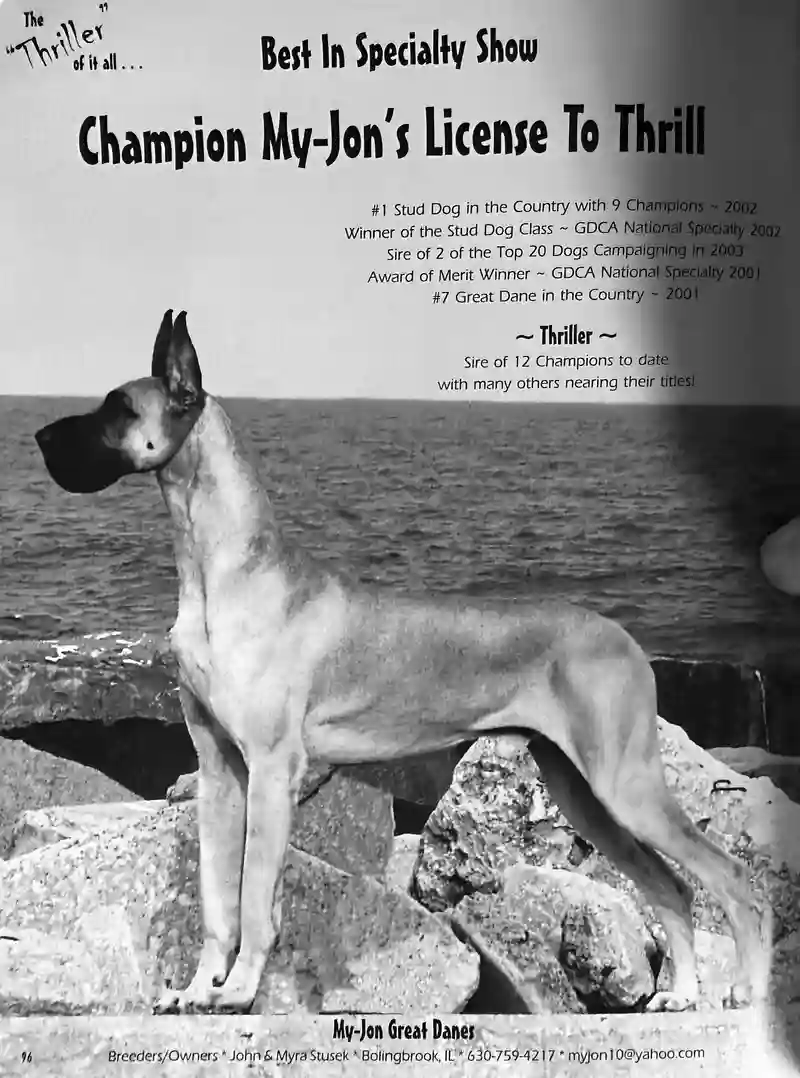 The
"Thriller"
of it all . . .
Best In Specialty Show
Champion My-Jon's License To Thrill
#1 Stud Dog in the Country with 9 Champions ~ 2002
Winner of the Stud Dog Class ~ GDCA National Specialty 2002
Sire of 2 of the Top 20 Dogs Campaigning in 2003
Award of Merit Winner ~ GDCA National Specialty 2001
#7 Great Dane in the Country ~ 2001
~ Thriller ~
Sire of 12 Champions to date
with many others nearing their titles!
My-Jon Great Danes
96
Breeders/Owners * John & Myra Stusek * Bolingbrook, IL * 630-759-4217 * myjon10@yahoo.com